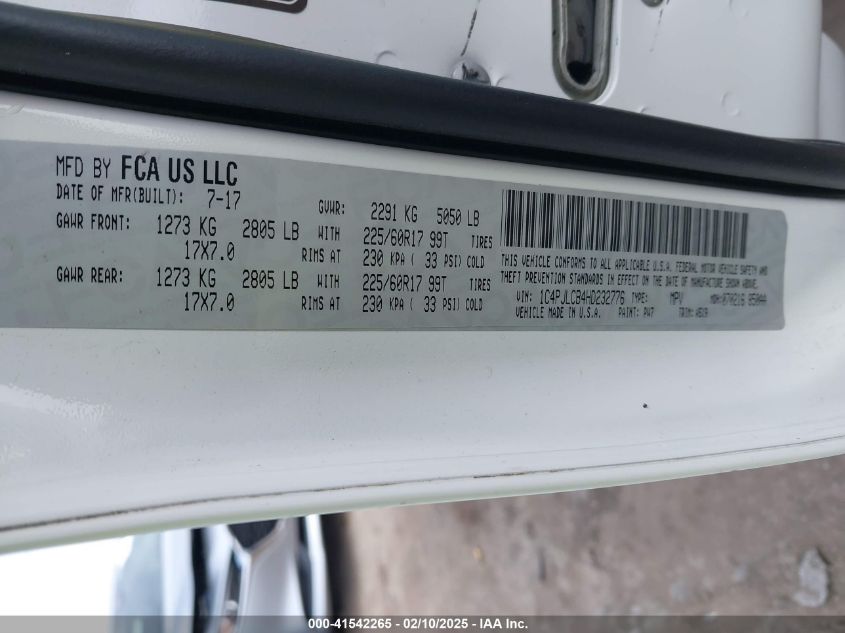 MFD BY FCA US LLC
DATE OF MFR(BUILT): 7-17 GVWR: 2291 KG 5050 LB
GAWR FRONT: 1273 KG 2805 LB WITH 225/60R17 99T TIRES
17X7.0 RIMS AT 230 KPA ( 33 PSI) COLD
GAWR REAR: 1273 KG 2805 LB WITH 225/60R17 99T TIRES
17X7.0 RIMS AT 230 KPA ( 33 PSI) COLD
THIS VEHICLE CONFORMS TO ALL APPLICABLE U.S.A. FEDERAL MOTOR VEHICLE SAFETY AND
THEFT PREVENTION STANDARDS IN EFFECT ON THE DATE OF MANUFACTURE SHOWN ABOVE.
VIN: 1C4PJLCB4HD232776 TYPE: MPV MDH: 070216 850AA
VEHICLE MADE IN U.S.A. PAINT: PW7 TRIM:
000-41542265 - 02/10/2025 - IAA Inc.